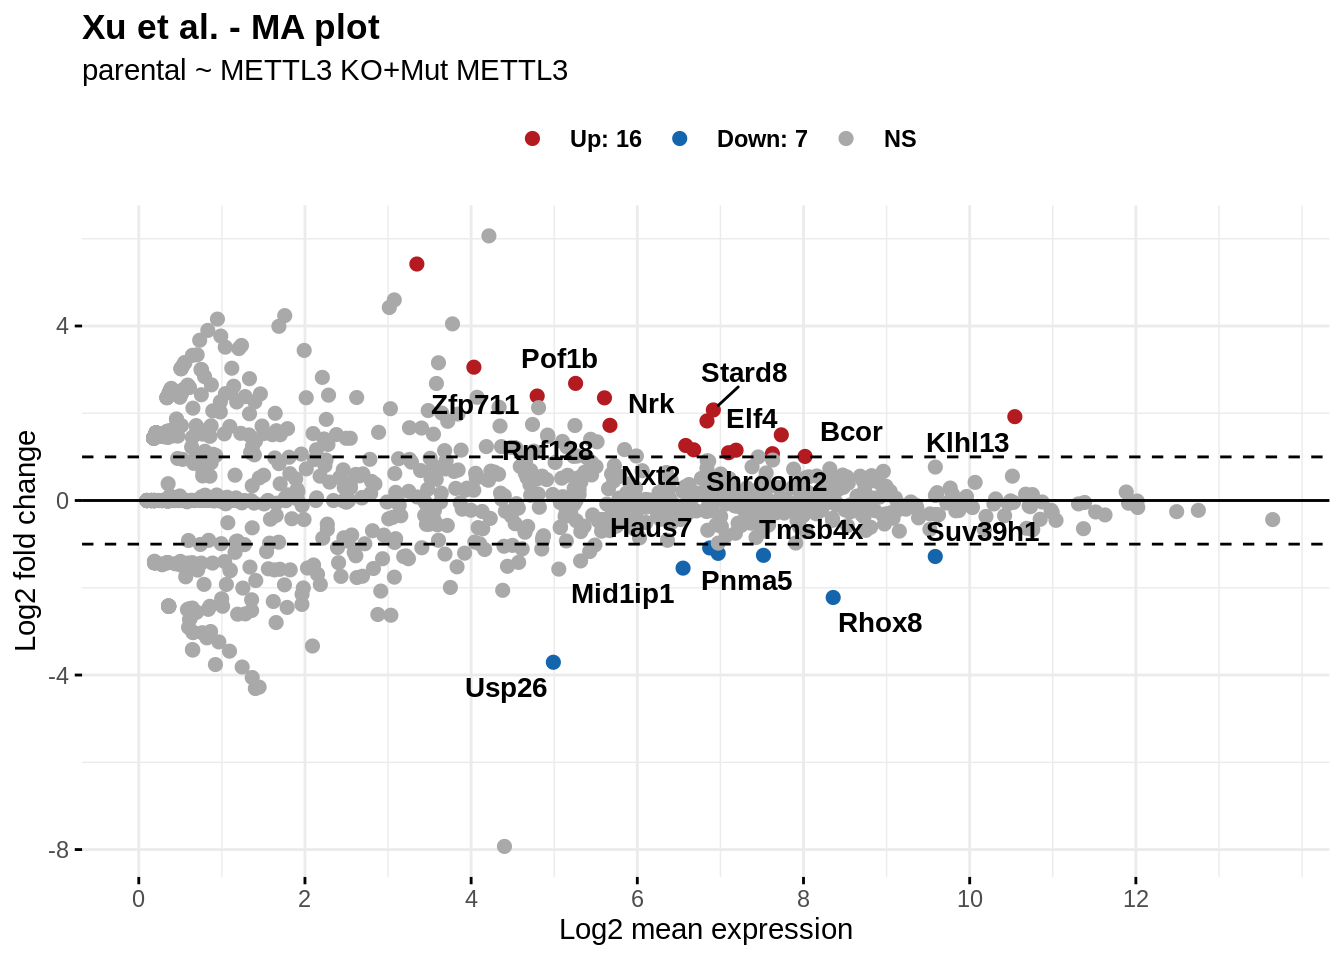 Xu et al. - MA plot
parental ~ METTL3 KO+Mut METTL3
Up: 16 Down: 7 NS
Log2 fold change
4
0
-4
-8
Pof1b
Stard8
Zfp711
Nrk
Elf4
Bcor
Klhl13
Rnf128
Nxt2
Shroom2
Haus7
Tmsb4x
Suv39h1
Mid1ip1
Pnma5
Rhox8
Usp26
0 2 4 6 8 10 12
Log2 mean expression